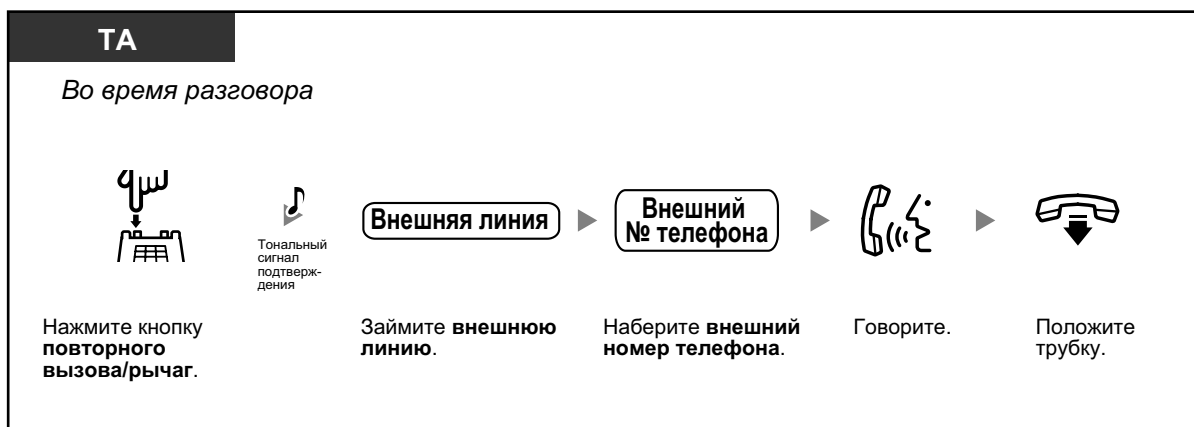 ТА
Во время разговора
Тональный
сигнал
подтверж-
дения
Внешняя линия
Внешний
№ телефона
Нажмите кнопку
повторного
вызова/рычаг.
Займите внешнюю
линию.
Наберите внешний
номер телефона.
Говорите.
Положите
трубку.